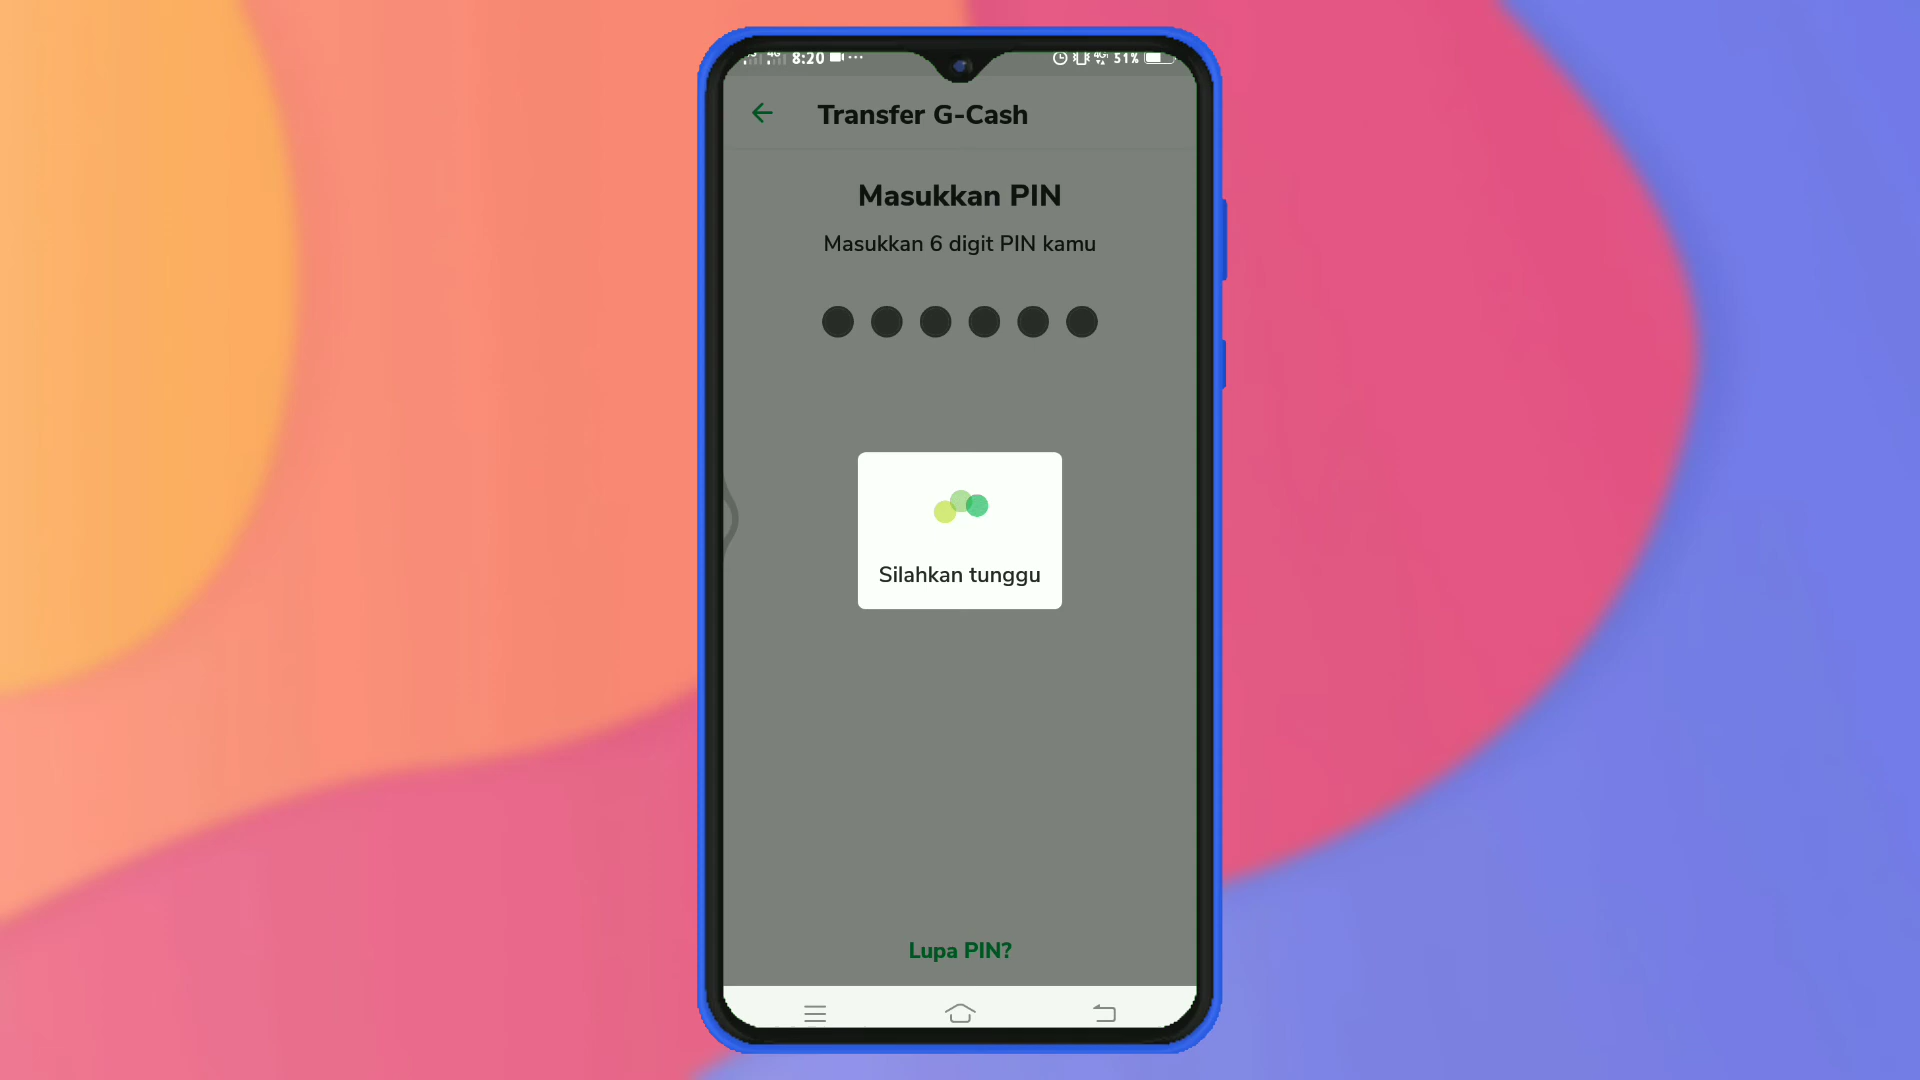 8:20 51%
Transfer G-Cash
Masukkan PIN
Masukkan 6 digit PIN kamu
Silahkan tunggu
Lupa PIN?